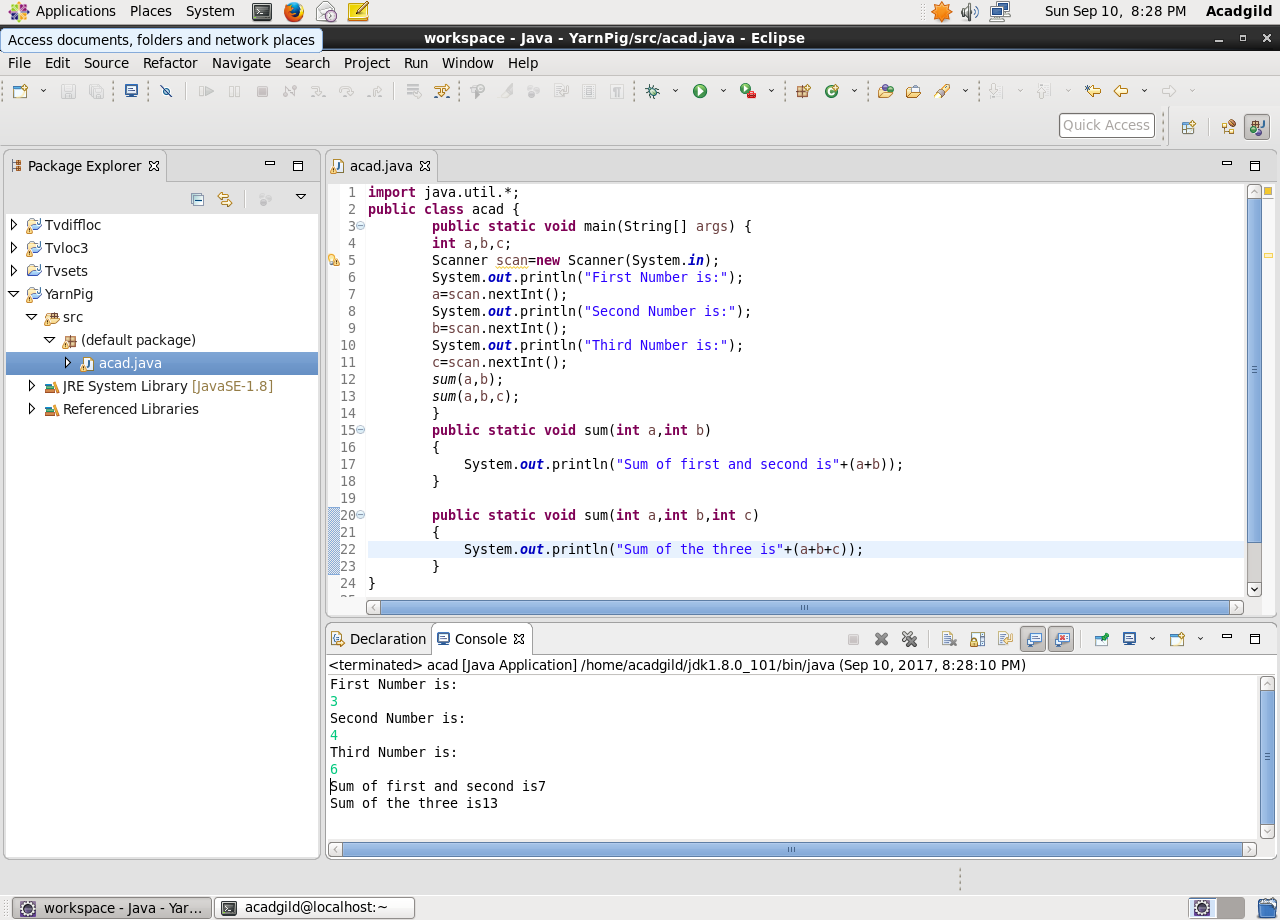 Applications Places System Sun Sep 10, 8:28 PM Acadgild
Access documents, folders and network places
workspace - Java - YarnPig/src/acad.java - Eclipse
File Edit Source Refactor Navigate Search Project Run Window Help
Quick Access
Package Explorer
Tvdiffloc
Tvloc3
Tvsets
YarnPig
src
(default package)
acad.java
JRE System Library [JavaSE-1.8]
Referenced Libraries
acad.java
1 import java.util.*;
2 public class acad {
3 public static void main(String[] args) {
4 int a,b,c;
5 Scanner scan=new Scanner(System.in);
6 System.out.println("First Number is:");
7 a=scan.nextInt();
8 System.out.println("Second Number is:");
9 b=scan.nextInt();
10 System.out.println("Third Number is:");
11 c=scan.nextInt();
12 sum(a,b);
13 sum(a,b,c);
14 }
15 public static void sum(int a,int b)
16 {
17 System.out.println("Sum of first and second is"+(a+b));
18 }
19
20 public static void sum(int a,int b,int c)
21 {
22 System.out.println("Sum of the three is"+(a+b+c));
23 }
24 }
Declaration Console
<terminated> acad [Java Application] /home/acadgild/jdk1.8.0_101/bin/java (Sep 10, 2017, 8:28:10 PM)
First Number is:
3
Second Number is:
4
Third Number is:
6
Sum of first and second is7
Sum of the three is13
workspace - Java - Yar... acadgild@localhost:~